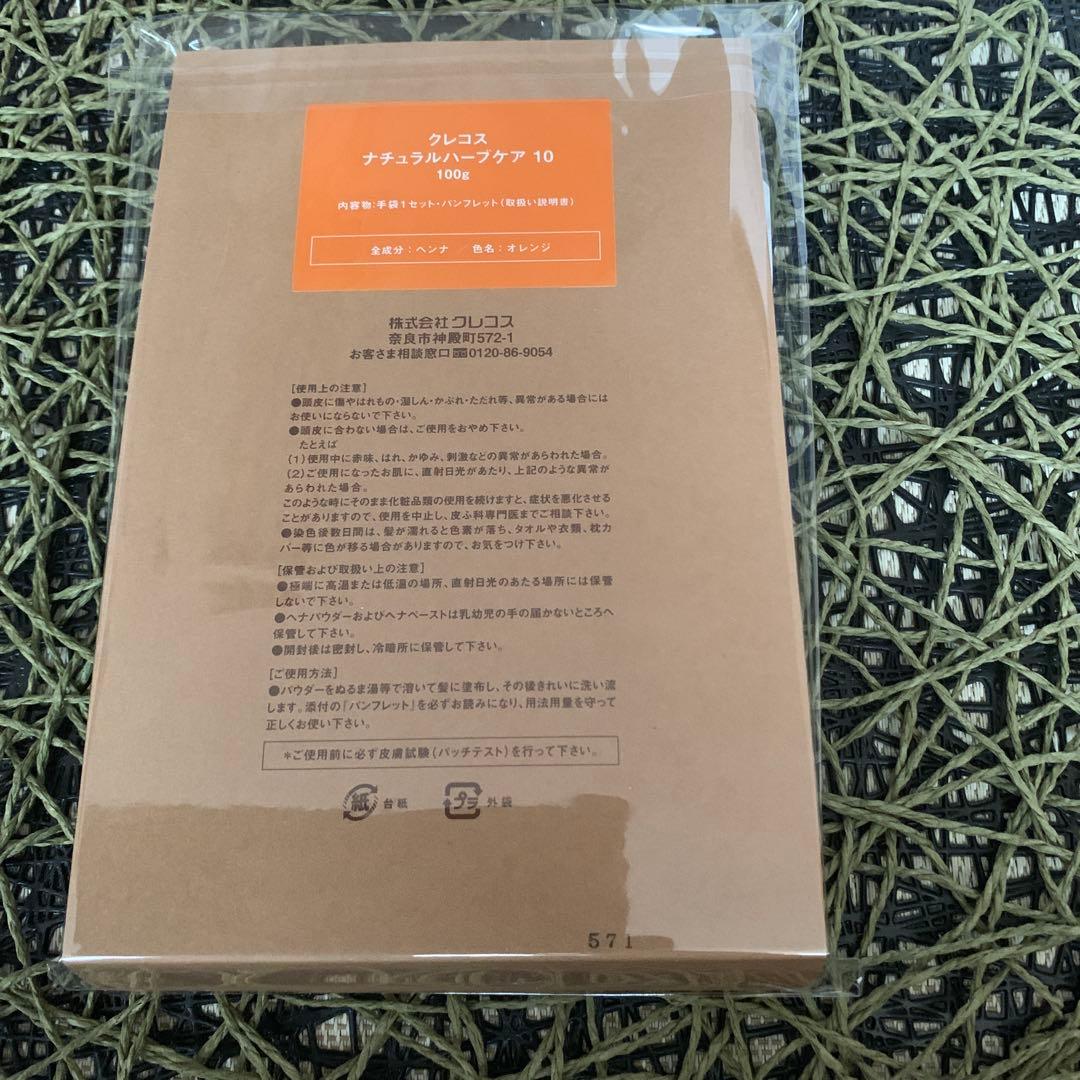 クレコス
ナチュラルハーブケア 10
100g
内容物：手袋1セット・パンフレット（取扱い説明書）
全成分：ヘンナ ／ 色名：オレンジ
株式会社 クレコス
奈良市神殿町572-1
お客さま相談窓口 0120-86-9054
［使用上の注意］
●頭皮に傷やはれもの・湿しん・かぶれ・ただれ等、異常がある場合には
お使いにならないで下さい。
●頭皮に合わない場合は、ご使用をおやめ下さい。
たとえば
（1）使用中に赤味、はれ、かゆみ、刺激などの異常があらわれた場合。
（2）ご使用になったお肌に、直射日光があたり、上記のような異常が
あらわれた場合。
このような時にそのまま化粧品類の使用を続けますと、症状を悪化させる
ことがありますので、使用を中止し、皮ふ科専門医までご相談下さい。
●染色後数日間は、髪が濡れると色素が落ち、タオルや衣類、枕カ
バー等に色が移る場合がありますので、お気をつけ下さい。
［保管および取扱い上の注意］
●極端に高温または低温の場所、直射日光のあたる場所には保管
しないで下さい。
●ヘナパウダーおよびヘナペーストは乳幼児の手の届かないところへ
保管して下さい。
●開封後は密封し、冷暗所に保管して下さい。
［ご使用方法］
●パウダーをぬるま湯等で溶いて髪に塗布し、その後きれいに洗い流
します。添付の「パンフレット」を必ずお読みになり、用法用量を守って
正しくお使い下さい。
＊ご使用前に必ず皮膚試験（パッチテスト）を行って下さい。
紙 台紙 プラ 外袋
571